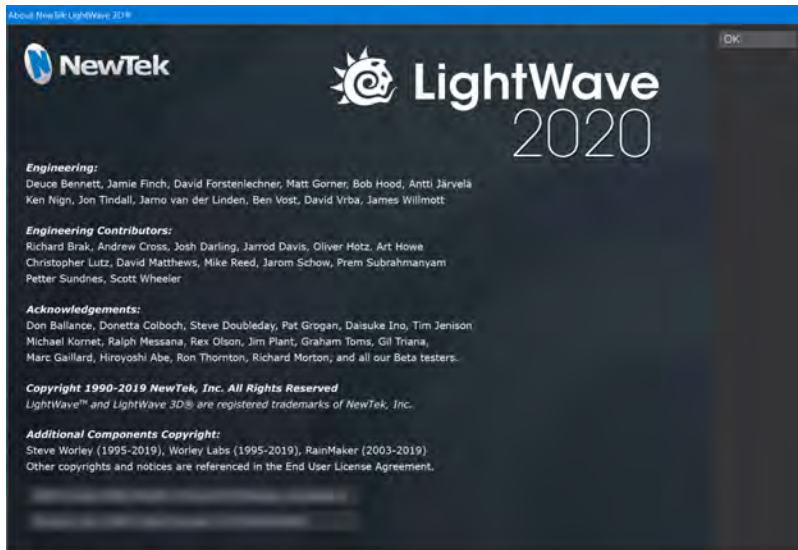 About NewTek LightWave 3D®
OK
NewTek
LightWave
2020
Engineering:
Deuce Bennett, Jamie Finch, David Forstenlechner, Matt Gorner, Bob Hood, Antti Järvelä
Ken Nign, Jon Tindall, Jarno van der Linden, Ben Vost, David Vrba, James Willmott
Engineering Contributors:
Richard Brak, Andrew Cross, Josh Darling, Jarrod Davis, Oliver Hotz. Art Howe
Christopher Lutz, David Matthews, Mike Reed, Jarom Schow, Prem Subrahmanyam
Petter Sundnes, Scott Wheeler
Acknowledgements:
Don Ballance, Donetta Colboch, Steve Doubleday, Pat Grogan, Daisuke Ino, Tim Jenison
Michael Kornet, Ralph Messana, Rex Olson, Jim Plant, Graham Toms, Gil Triana,
Marc Gaillard, Hiroyoshi Abe, Ron Thornton, Richard Morton, and all our Beta testers.
Copyright 1990-2019 NewTek, Inc. All Rights Reserved
LightWave™ and LightWave 3D® are registered trademarks of NewTek, Inc.
Additional Components Copyright:
Steve Worley (1995-2019), Worley Labs (1995-2019), RainMaker (2003-2019)
Other copyrights and notices are referenced in the End User License Agreement.